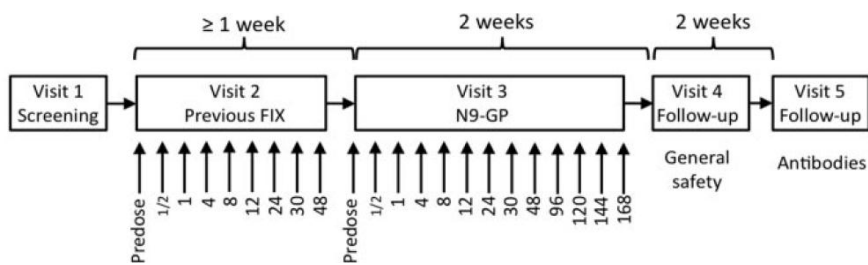 ≥ 1 week
2 weeks
2 weeks
Visit 1
Screening
Visit 2
Previous FIX
Visit 3
N9-GP
Visit 4
Follow-up
Visit 5
Follow-up
General
safety
Antibodies
Predose
1/2
1
4
8
12
24
30
48
Predose
1/2
1
4
8
12
24
30
48
96
120
144
168